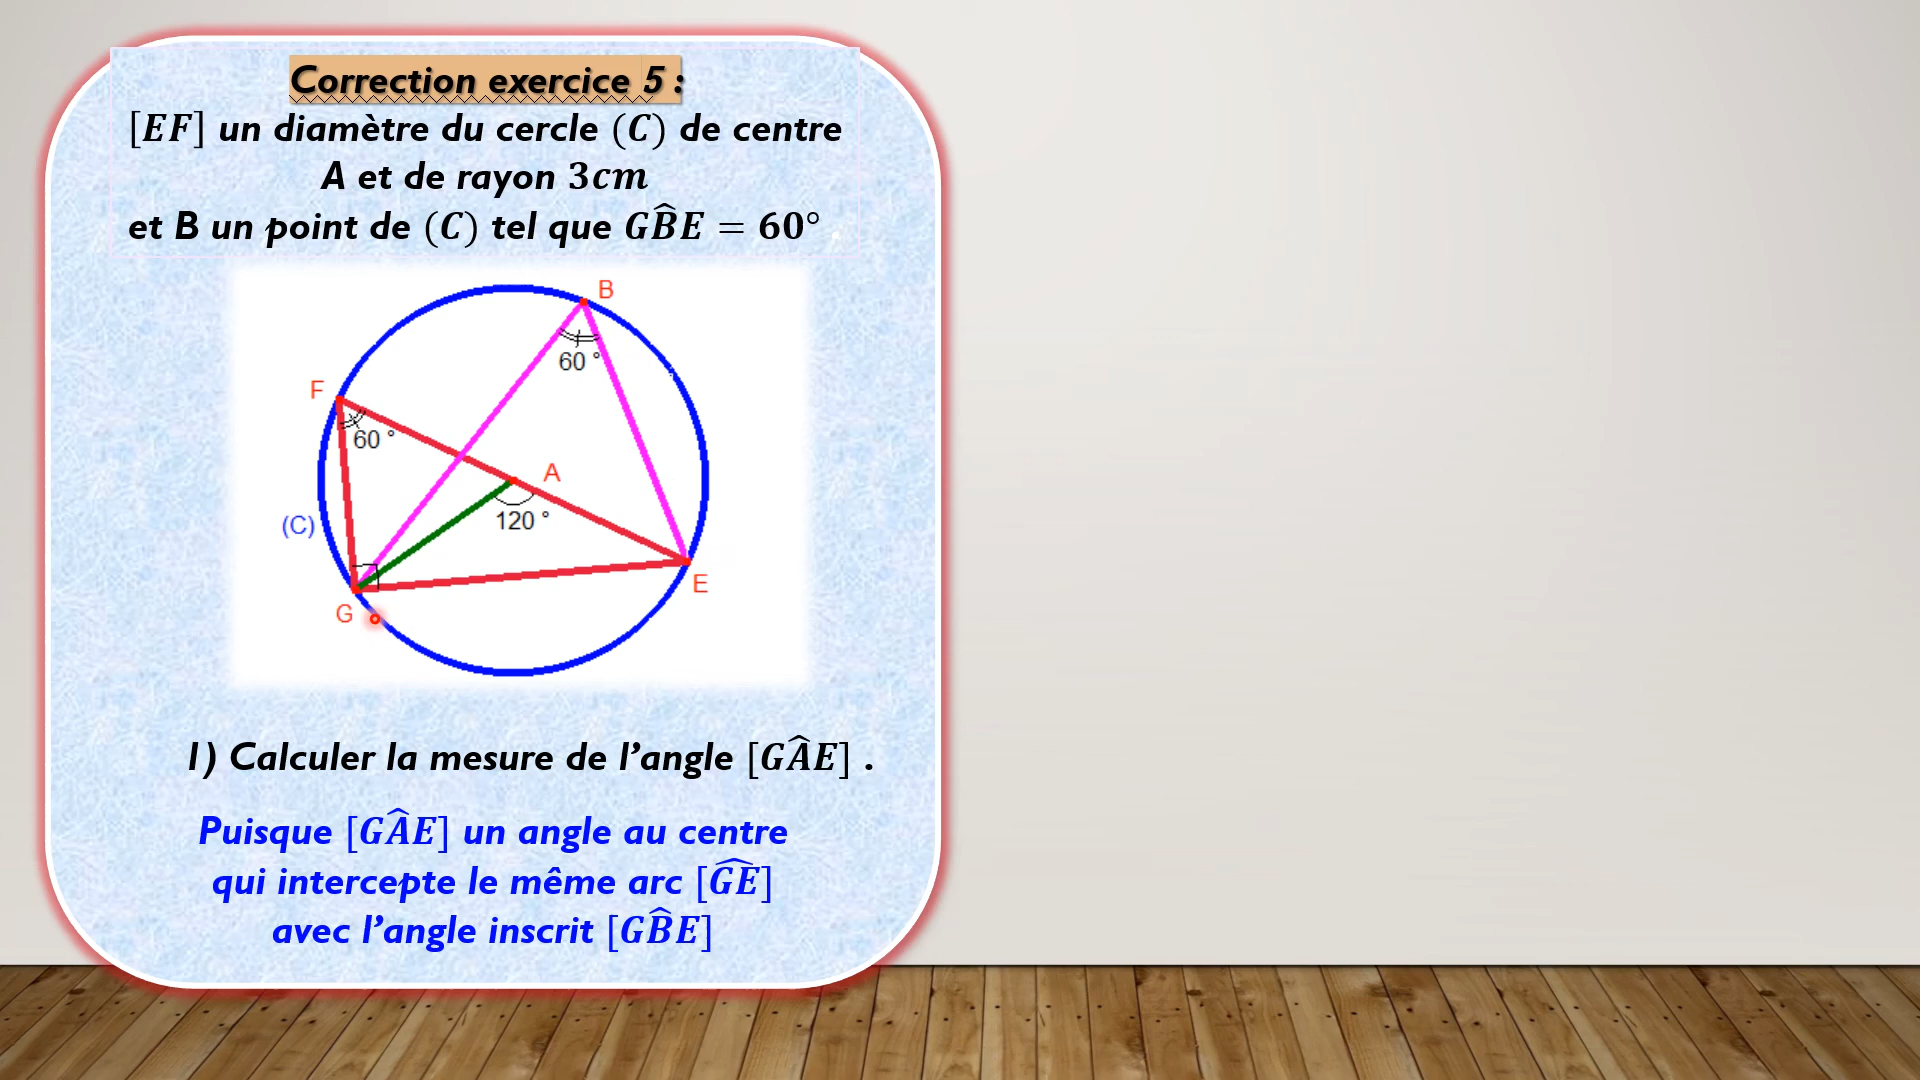 Correction exercice 5 :
[EF] un diamètre du cercle (C) de centre
A et de rayon 3cm
et B un point de (C) tel que GB̂E = 60° .
B
60 °
F
60 °
A
120 °
(C)
E
G
1) Calculer la mesure de l’angle [GÂE] .
Puisque [GÂE] un angle au centre
qui intercepte le même arc [G͡E]
avec l’angle inscrit [GB̂E]